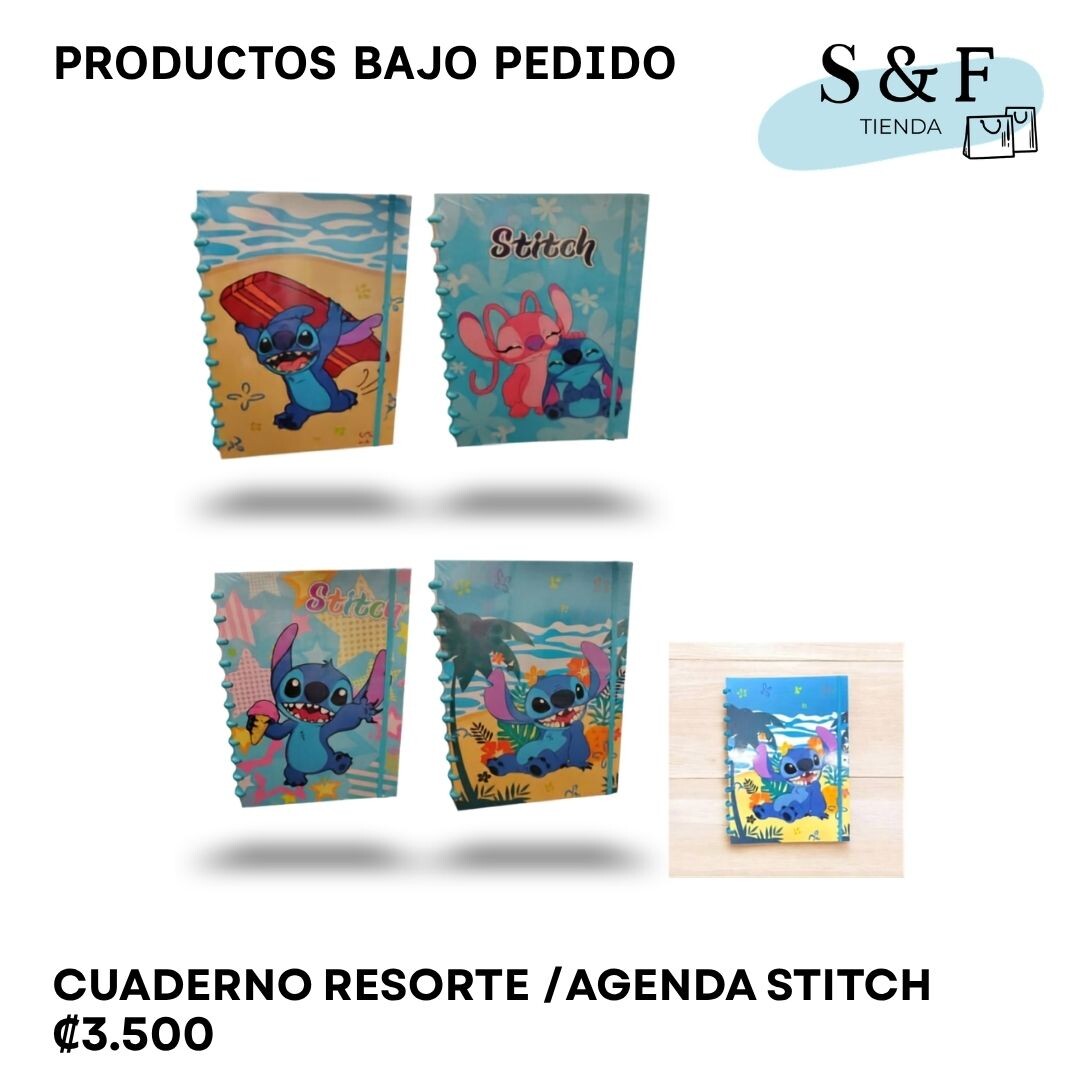 PRODUCTOS BAJO PEDIDO
S & F
TIENDA
Stitch
Stitch
CUADERNO RESORTE /AGENDA STITCH
₡3.500